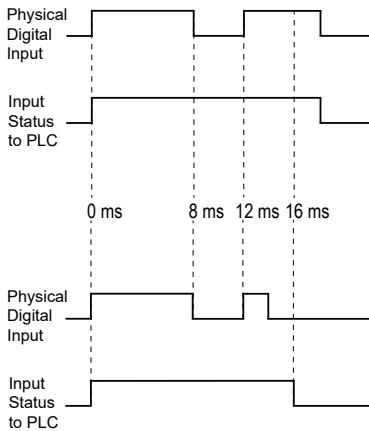 Physical
Digital
Input
Input
Status
to PLC
0 ms 8 ms 12 ms 16 ms
Physical
Digital
Input
Input
Status
to PLC